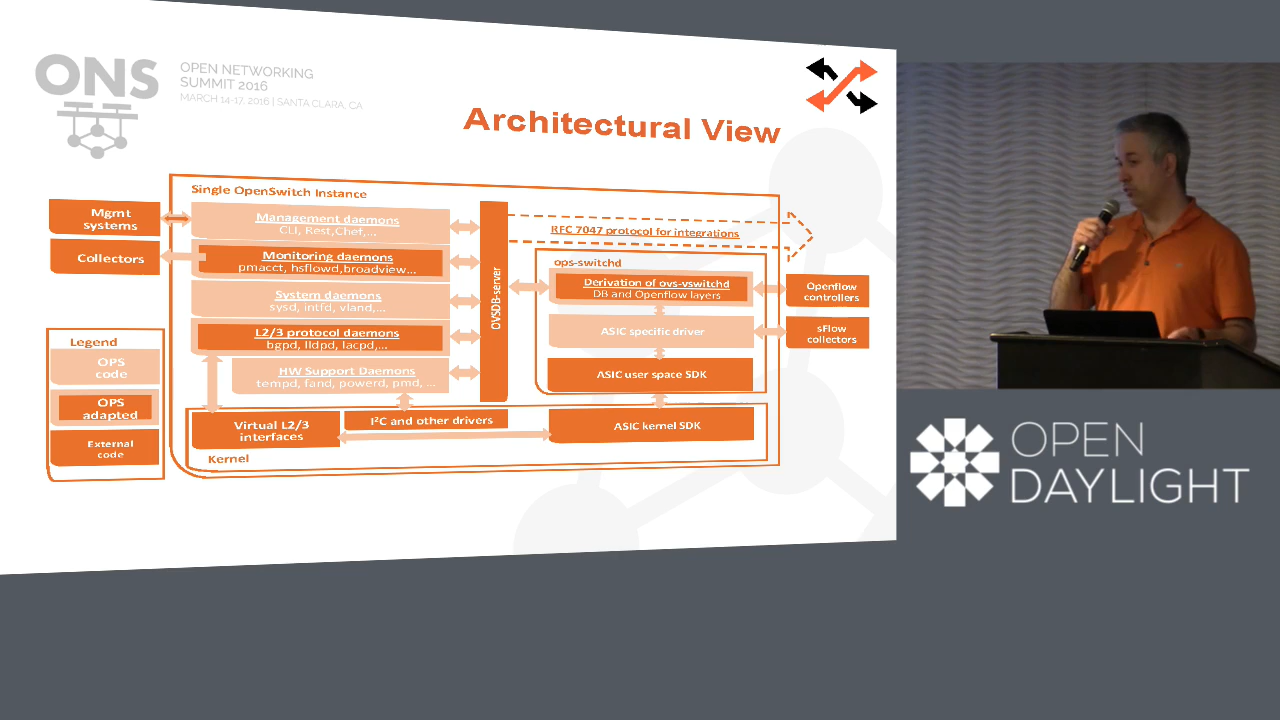 ONS
OPEN NETWORKING
SUMMIT 2016
MARCH 14-17, 2016 | SANTA CLARA, CA
Architectural View
Single OpenSwitch Instance
Mgmt
systems
Collectors
Management daemons
CLI, Rest,Chef,...
Monitoring daemons
pmacct, hsflowd,broadview...
System daemons
sysd, intfd, vland,...
L2/3 protocol daemons
bgpd, lldpd, lacpd,...
HW Support Daemons
tempd, fand, powerd, pmd, ...
OVSDB-server
RFC 7047 protocol for integrations
ops-switchd
Derivation of ovs-vswitchd
DB and Openflow layers
ASIC specific driver
ASIC user space SDK
Openflow
controllers
sFlow
collectors
Legend
OPS
code
OPS
adapted
External
code
Virtual L2/3
interfaces
I²C and other drivers
ASIC kernel SDK
Kernel
OPEN
DAYLIGHT